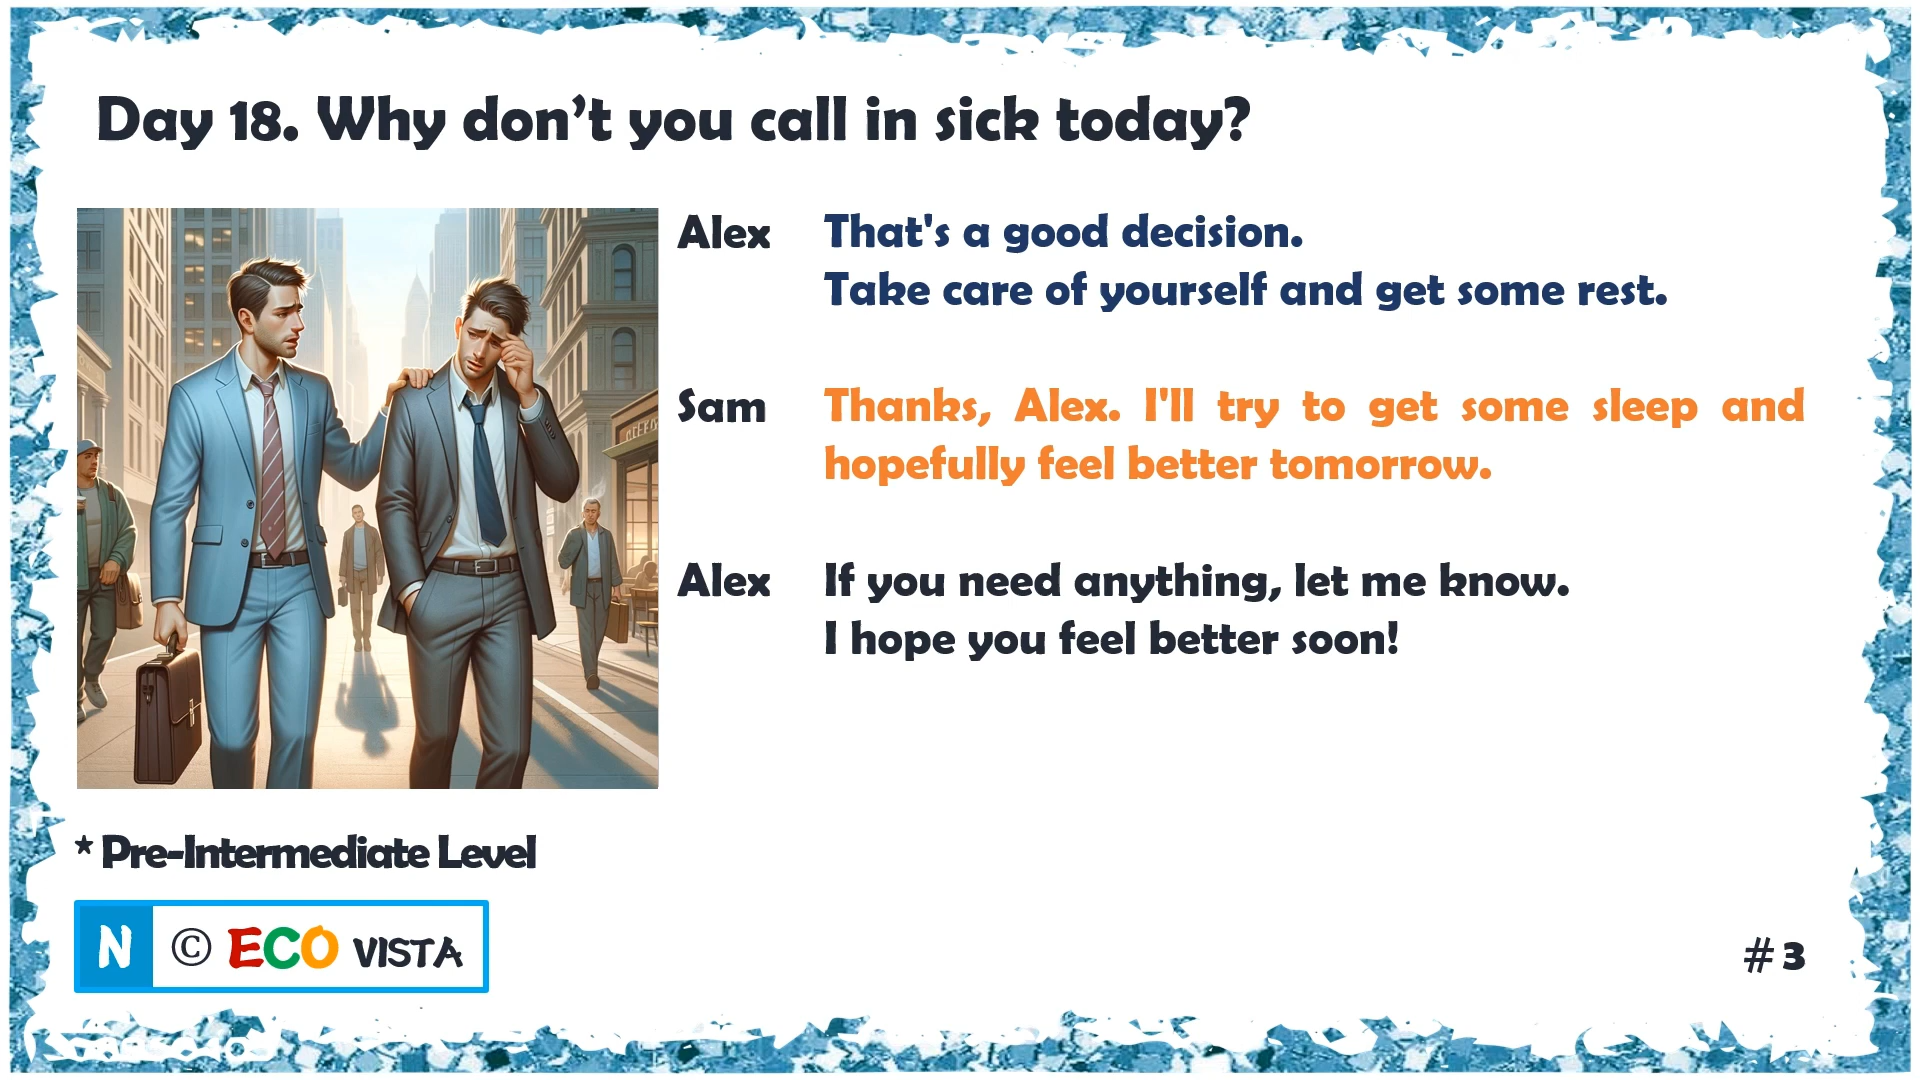 Day 18. Why don’t you call in sick today?
Alex That's a good decision.
Take care of yourself and get some rest.
Sam Thanks, Alex. I'll try to get some sleep and
hopefully feel better tomorrow.
Alex If you need anything, let me know.
I hope you feel better soon!
* Pre-Intermediate Level
N © ECO VISTA
# 3